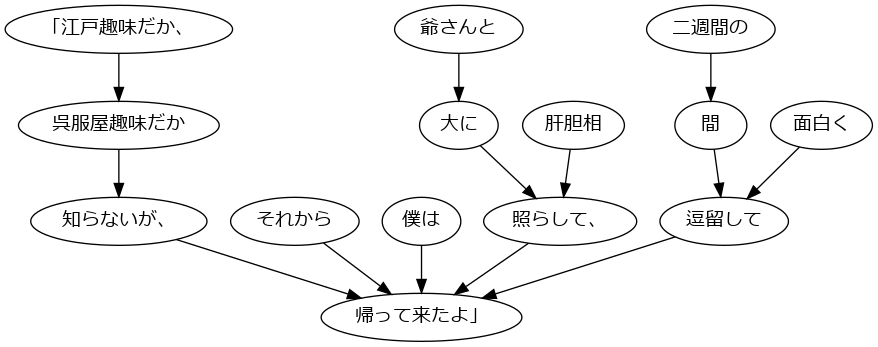 「江戸趣味だか、
爺さんと
二週間の
呉服屋趣味だか
大に
肝胆相
間
面白く
知らないが、
それから
僕は
照らして、
逗留して
帰って来たよ」